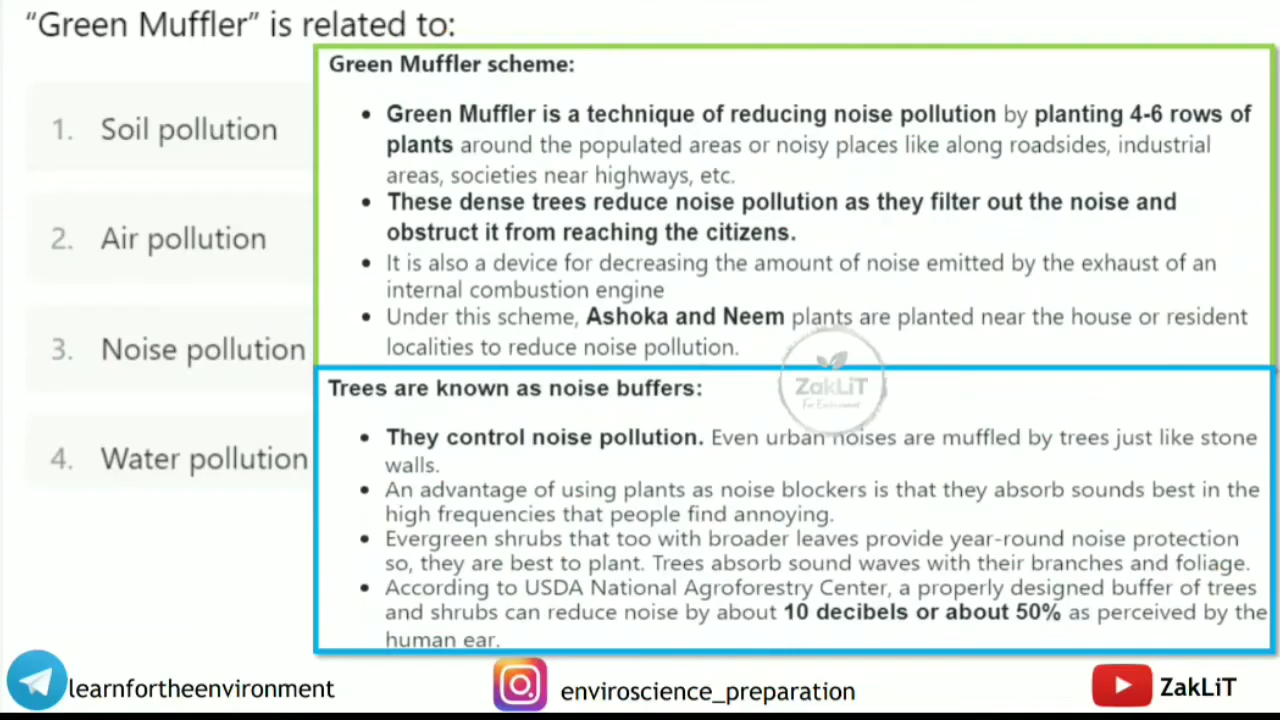 “Green Muffler” is related to:
1. Soil pollution
2. Air pollution
3. Noise pollution
4. Water pollution
Green Muffler scheme:
• Green Muffler is a technique of reducing noise pollution by planting 4-6 rows of
plants around the populated areas or noisy places like along roadsides, industrial
areas, societies near highways, etc.
• These dense trees reduce noise pollution as they filter out the noise and
obstruct it from reaching the citizens.
• It is also a device for decreasing the amount of noise emitted by the exhaust of an
internal combustion engine
• Under this scheme, Ashoka and Neem plants are planted near the house or resident
localities to reduce noise pollution.
Trees are known as noise buffers:
• They control noise pollution. Even urban noises are muffled by trees just like stone
walls.
• An advantage of using plants as noise blockers is that they absorb sounds best in the
high frequencies that people find annoying.
• Evergreen shrubs that too with broader leaves provide year-round noise protection
so, they are best to plant. Trees absorb sound waves with their branches and foliage.
• According to USDA National Agroforestry Center, a properly designed buffer of trees
and shrubs can reduce noise by about 10 decibels or about 50% as perceived by the
human ear.
ZakLiT
For Environment
learnfortheenvironment
enviroscience_preparation
ZakLiT